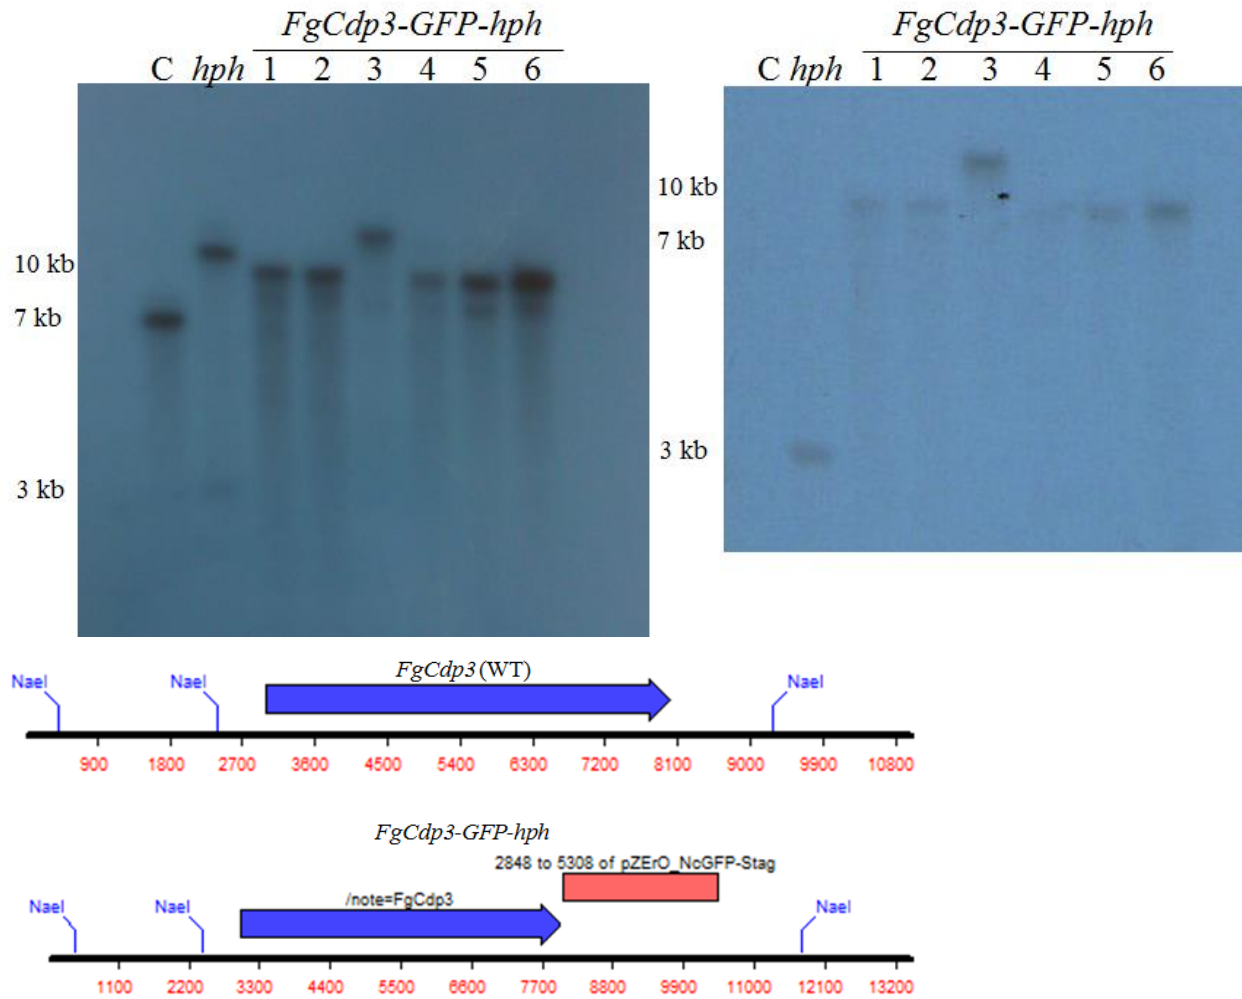 FgCdp3-GFP-hph
C hph 1 2 3 4 5 6
10 kb
7 kb
3 kb
FgCdp3-GFP-hph
C hph 1 2 3 4 5 6
10 kb
7 kb
3 kb
FgCdp3 (WT)
NaeI NaeI NaeI
900 1800 2700 3600 4500 5400 6300 7200 8100 9000 9900 10800
FgCdp3-GFP-hph
2848 to 5308 of pZErO_NcGFP-Stag
/note=FgCdp3
NaeI NaeI NaeI
1100 2200 3300 4400 5500 6600 7700 8800 9900 11000 12100 13200